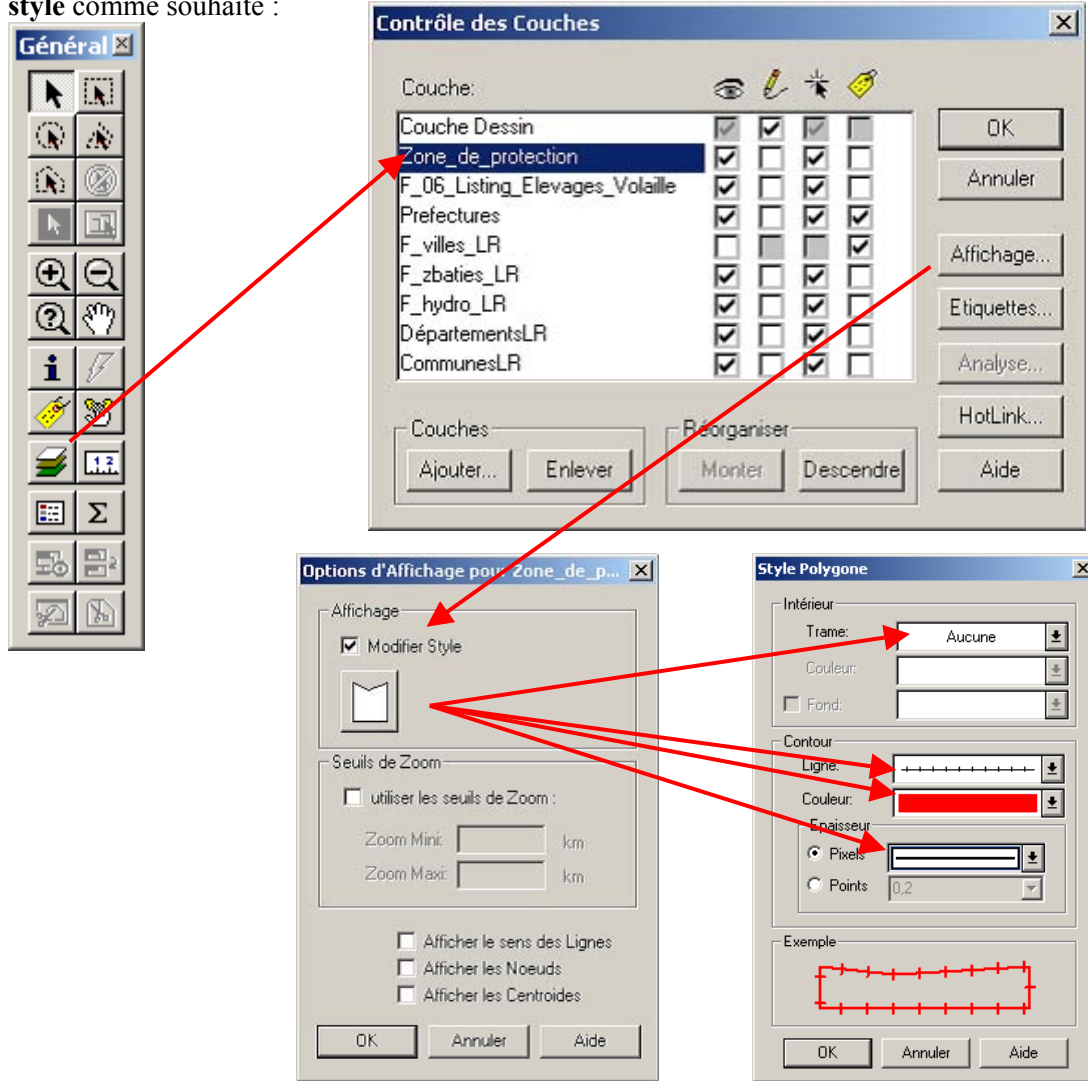 style comme souhaité :
Général
Contrôle des Couches
Couche:
Couche Dessin
Zone_de_protection
F_06_Listing_Elevages_Volaille
Prefectures
F_villes_LR
F_zbaties_LR
F_hydro_LR
DépartementsLR
CommunesLR
OK
Annuler
Affichage...
Etiquettes...
Analyse...
HotLink...
Aide
Couches
Ajouter...
Enlever
Réorganiser
Monter
Descendre
Options d'Affichage pour Zone_de_p...
Affichage
Modifier Style
Seuils de Zoom
utiliser les seuils de Zoom :
Zoom Mini:
km
Zoom Maxi:
km
Afficher le sens des Lignes
Afficher les Noeuds
Afficher les Centroides
OK
Annuler
Aide
Style Polygone
Intérieur
Trame:
Aucune
Couleur:
Fond:
Contour
Ligne:
Couleur:
Epaisseur
Pixels
Points
0,2
Exemple
OK
Annuler
Aide